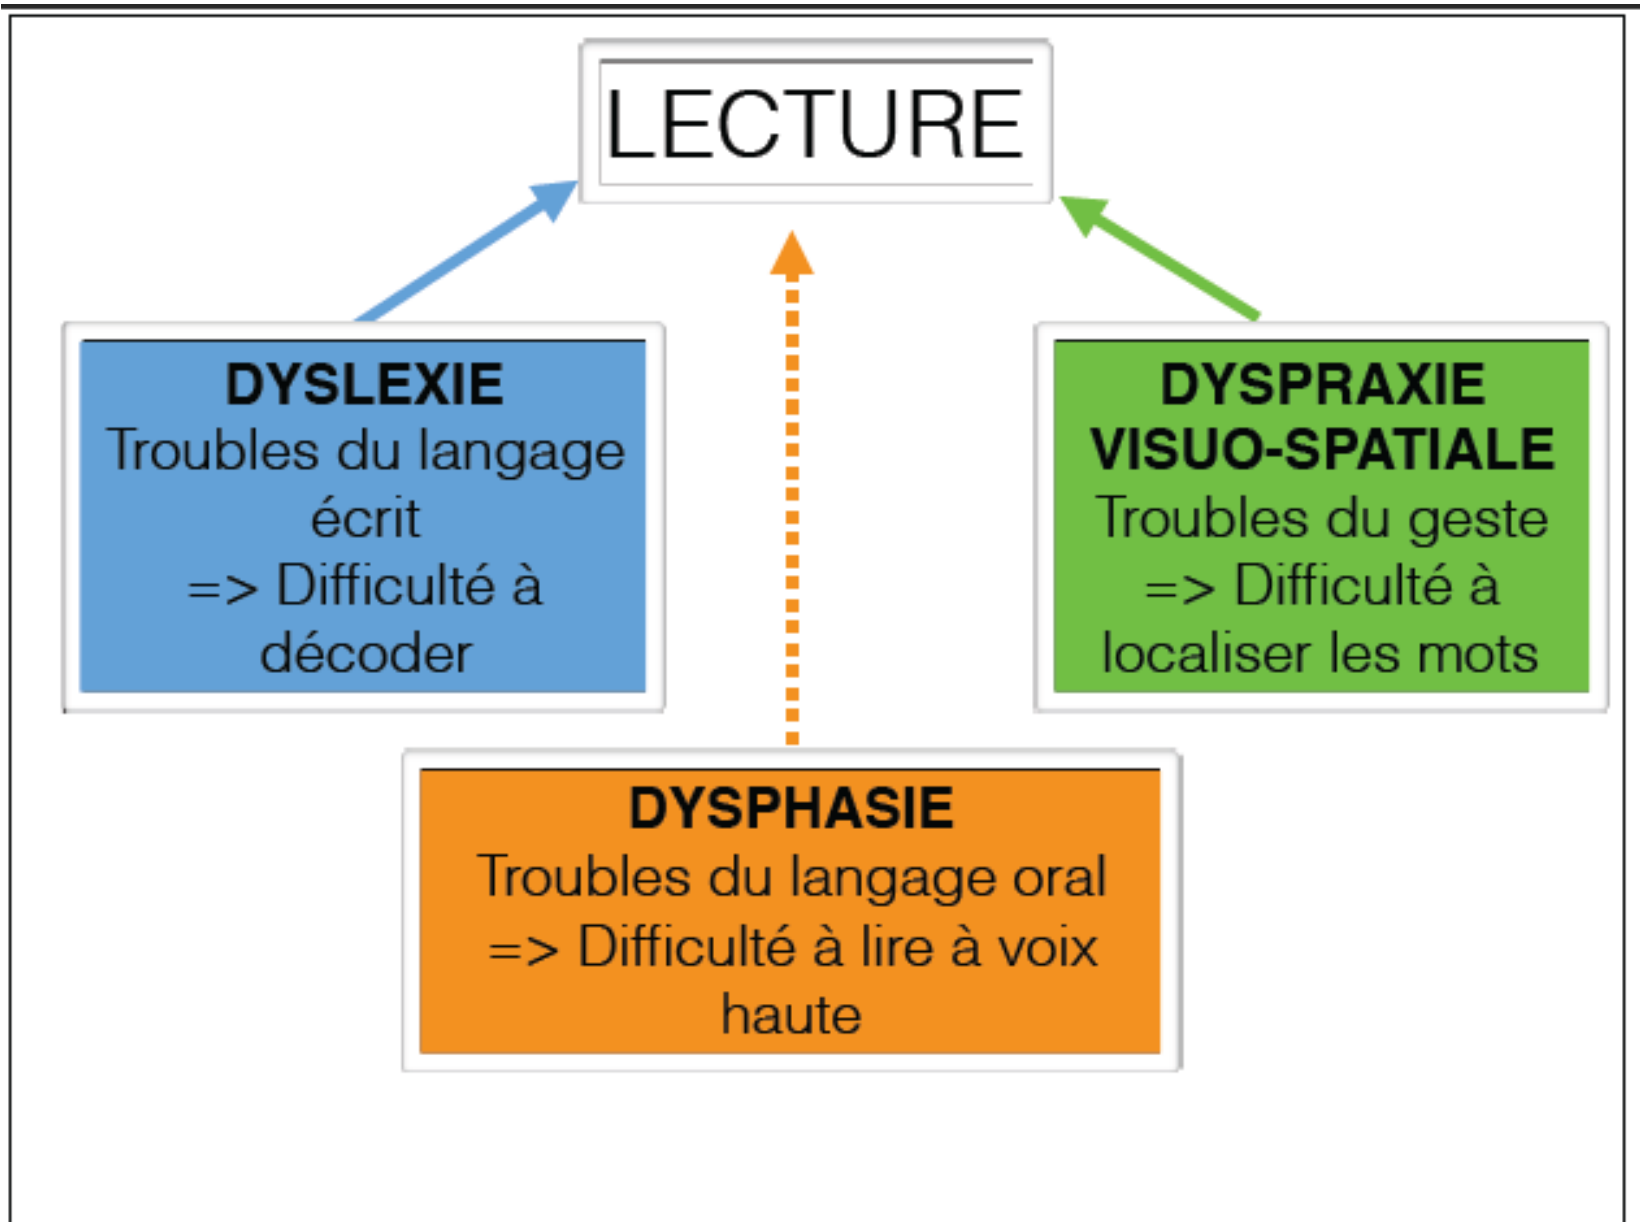 LECTURE
DYSLEXIE
Troubles du langage
écrit
=> Difficulté à
décoder
DYSPRAXIE
VISUO-SPATIALE
Troubles du geste
=> Difficulté à
localiser les mots
DYSPHASIE
Troubles du langage oral
=> Difficulté à lire à voix
haute